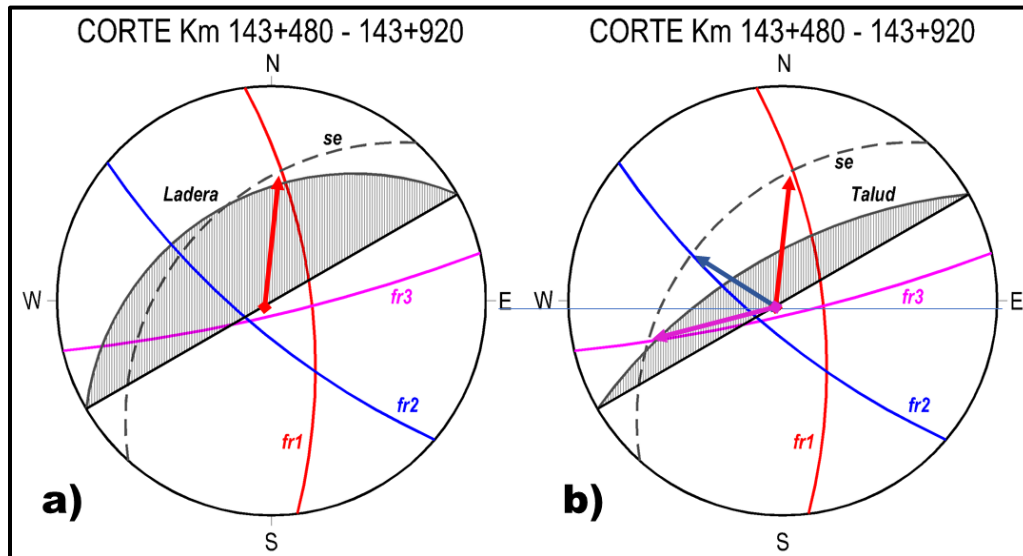 CORTE Km 143+480 - 143+920
N
se
Ladera
W
E
fr3
fr2
fr1
a)
S
CORTE Km 143+480 - 143+920
N
se
Talud
W
E
fr3
fr2
fr1
b)
S